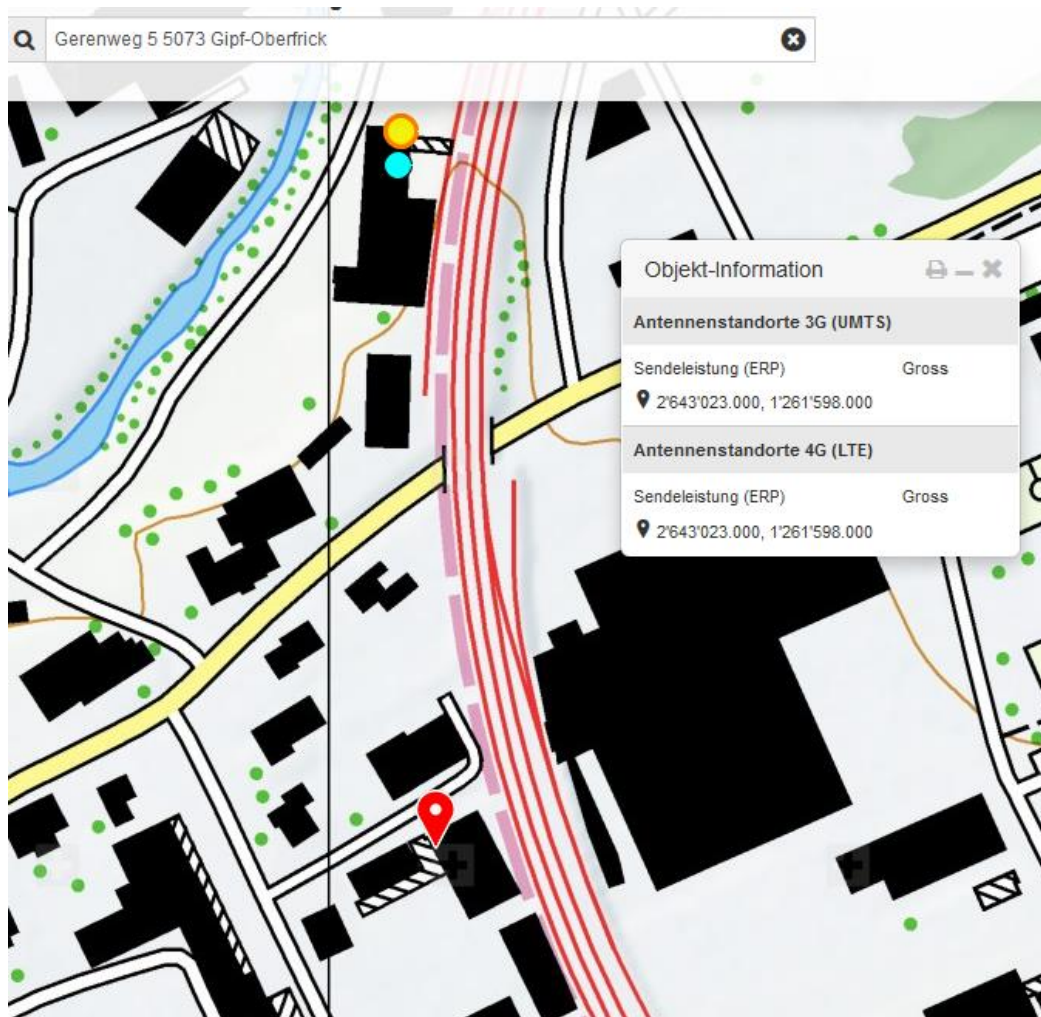 Gerenweg 5 5073 Gipf-Oberfrick
Objekt-Information
Antennenstandorte 3G (UMTS)
Sendeleistung (ERP) Gross
2'643'023.000, 1'261'598.000
Antennenstandorte 4G (LTE)
Sendeleistung (ERP) Gross
2'643'023.000, 1'261'598.000